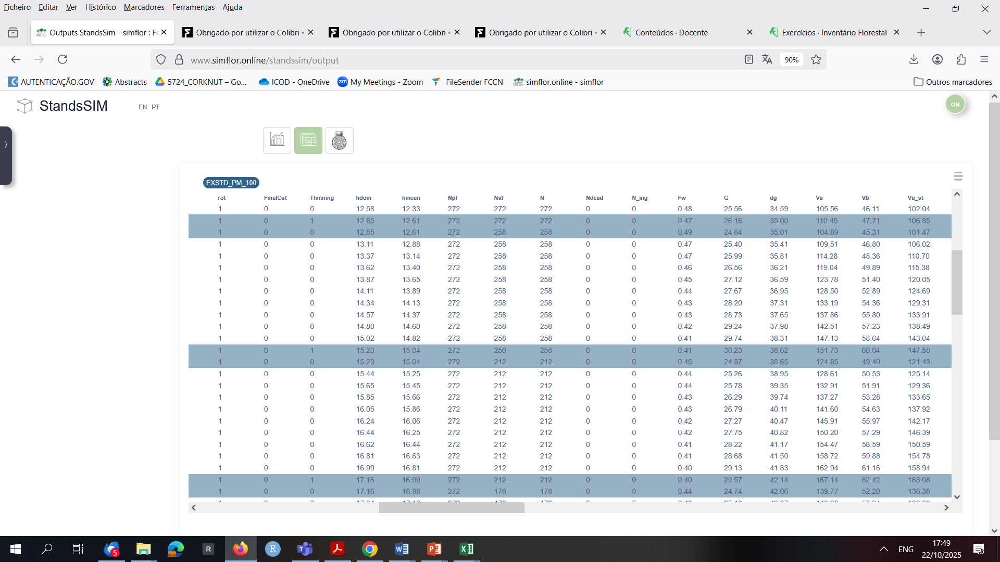 Ficheiro Editar Ver Histórico Marcadores Ferramentas Ajuda
Outputs StandsSim - simflor : Fo Obrigado por utilizar o Colibri • Obrigado por utilizar o Colibri • Obrigado por utilizar o Colibri • Conteúdos · Docente Exercícios · Inventário Florestal
www.simflor.online/standssim/output 90%
AUTENTICAÇÃO.GOV Abstracts 5724_CORKNUT – Go... ICOD - OneDrive My Meetings - Zoom FileSender FCCN simflor.online - simflor Outros marcadores
StandsSIM EN PT ON
EXSTD_PM_100
rot FinalCut Thinning hdom hmean Npl Nst N Ndead N_ing Fw G dg Vu Vb Vu_st
1 0 0 12.58 12.33 272 272 272 0 0 0.48 25.56 34.59 105.56 46.11 102.04
1 0 1 12.85 12.61 272 272 272 0 0 0.47 26.16 35.00 110.45 47.71 106.85
1 0 0 12.85 12.61 272 258 258 0 0 0.49 24.84 35.01 104.89 45.31 101.47
1 0 0 13.11 12.88 272 258 258 0 0 0.47 25.40 35.41 109.51 46.80 106.02
1 0 0 13.37 13.14 272 258 258 0 0 0.47 25.99 35.81 114.28 48.36 110.70
1 0 0 13.62 13.40 272 258 258 0 0 0.46 26.56 36.21 119.04 49.89 115.38
1 0 0 13.87 13.65 272 258 258 0 0 0.45 27.12 36.59 123.78 51.40 120.05
1 0 0 14.11 13.89 272 258 258 0 0 0.44 27.67 36.95 128.50 52.89 124.69
1 0 0 14.34 14.13 272 258 258 0 0 0.43 28.20 37.31 133.19 54.36 129.31
1 0 0 14.57 14.37 272 258 258 0 0 0.43 28.73 37.65 137.86 55.80 133.91
1 0 0 14.80 14.60 272 258 258 0 0 0.42 29.24 37.98 142.51 57.23 138.49
1 0 0 15.02 14.82 272 258 258 0 0 0.41 29.74 38.31 147.13 58.64 143.04
1 0 1 15.23 15.04 272 258 258 0 0 0.41 30.23 38.62 151.73 60.04 147.58
1 0 0 15.23 15.04 272 212 212 0 0 0.45 24.87 38.65 124.85 49.40 121.43
1 0 0 15.44 15.25 272 212 212 0 0 0.44 25.26 38.95 128.61 50.53 125.14
1 0 0 15.65 15.45 272 212 212 0 0 0.44 25.78 39.35 132.91 51.91 129.36
1 0 0 15.85 15.66 272 212 212 0 0 0.43 26.29 39.74 137.27 53.28 133.65
1 0 0 16.05 15.86 272 212 212 0 0 0.43 26.79 40.11 141.60 54.63 137.92
1 0 0 16.24 16.06 272 212 212 0 0 0.42 27.27 40.47 145.91 55.97 142.17
1 0 0 16.44 16.25 272 212 212 0 0 0.42 27.75 40.82 150.20 57.29 146.39
1 0 0 16.62 16.44 272 212 212 0 0 0.41 28.22 41.17 154.47 58.59 150.59
1 0 0 16.81 16.63 272 212 212 0 0 0.41 28.68 41.50 158.72 59.88 154.78
1 0 0 16.99 16.81 272 212 212 0 0 0.40 29.13 41.83 162.94 61.16 158.94
1 0 1 17.16 16.99 272 212 212 0 0 0.40 29.57 42.14 167.14 62.42 163.08
1 0 0 17.16 16.98 272 178 178 0 0 0.44 24.74 42.06 139.77 52.20 136.38
5 ENG 17:49
22/10/2025